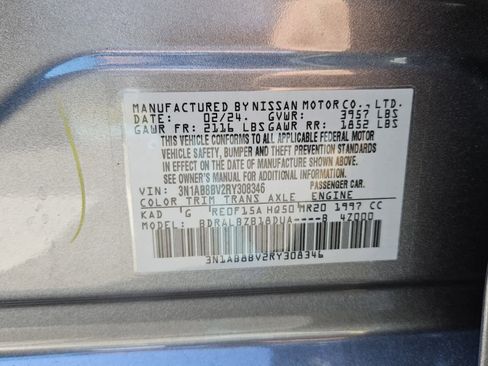 MANUFACTURED BY NISSAN MOTOR CO., LTD.
DATE: 02/24. GVWR: 3957 LBS
GAWR FR: 2116 LBS GAWR RR: 1852 LBS
THIS VEHICLE CONFORMS TO ALL APPLICABLE FEDERAL MOTOR
VEHICLE SAFETY, BUMPER AND THEFT PREVENTION STANDARDS
IN EFFECT ON THE DATE OF MANUFACTURE SHOWN ABOVE.
SEE OWNER'S MANUAL FOR ADDITIONAL INFORMATION
VIN: 3N1AB8BV2RY308346 PASSENGER CAR.
COLOR TRIM TRANS AXLE ENGINE
KAD 'G 'RE0F15A HQ50'MR20 1997 CC
MODEL: BDRALBZB18DUA----B 4Z000
3N1AB8BV2RY308346